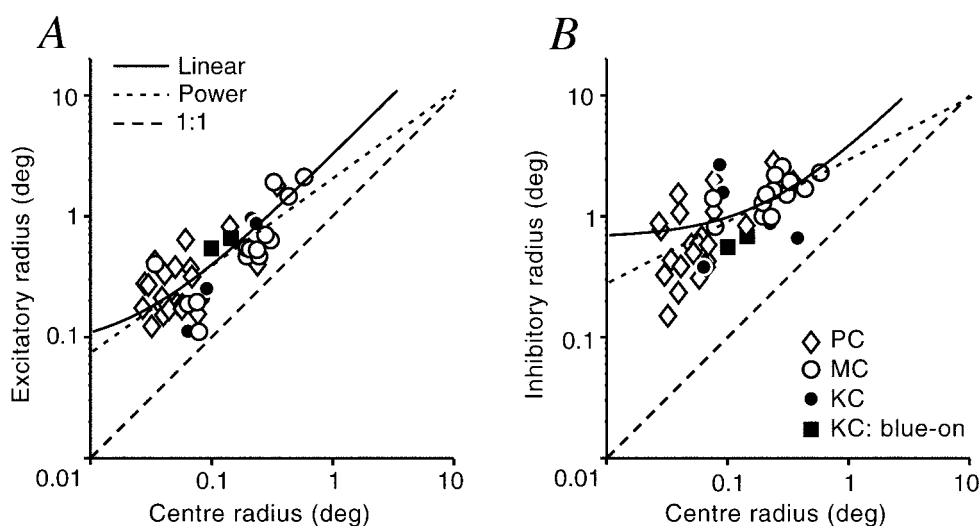 A
Linear
Power
1:1
10
1
0.1
0.01
0.1
1
10
Excitatory radius (deg)
Centre radius (deg)
B
10
1
0.1
0.01
0.1
1
10
Inhibitory radius (deg)
Centre radius (deg)
PC
MC
KC
KC: blue-on